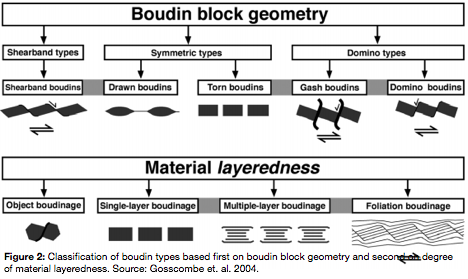 Boudin block geometry
Shearband types
Symmetric types
Domino types
Shearband boudins
Drawn boudins
Torn boudins
Gash boudins
Domino boudins
Material layeredness
Object boudinage
Single-layer boudinage
Multiple-layer boudinage
Foliation boudinage
Figure 2: Classification of boudin types based first on boudin block geometry and second on degree
of material layeredness. Source: Gosscombe et. al. 2004.